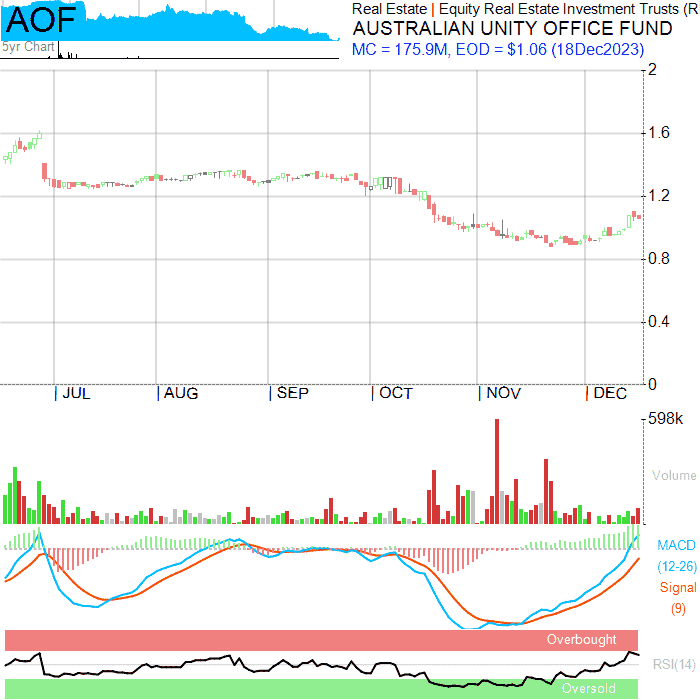 AOF
5yr Chart
Real Estate | Equity Real Estate Investment Trusts (R
AUSTRALIAN UNITY OFFICE FUND
MC = 175.9M, EOD = $1.06 (18Dec2023)
2
1.6
1.2
0.8
0.4
0
JUL AUG SEP OCT NOV DEC
598k
Volume
MACD
(12-26)
Signal
(9)
Overbought
RSI(14)
Oversold